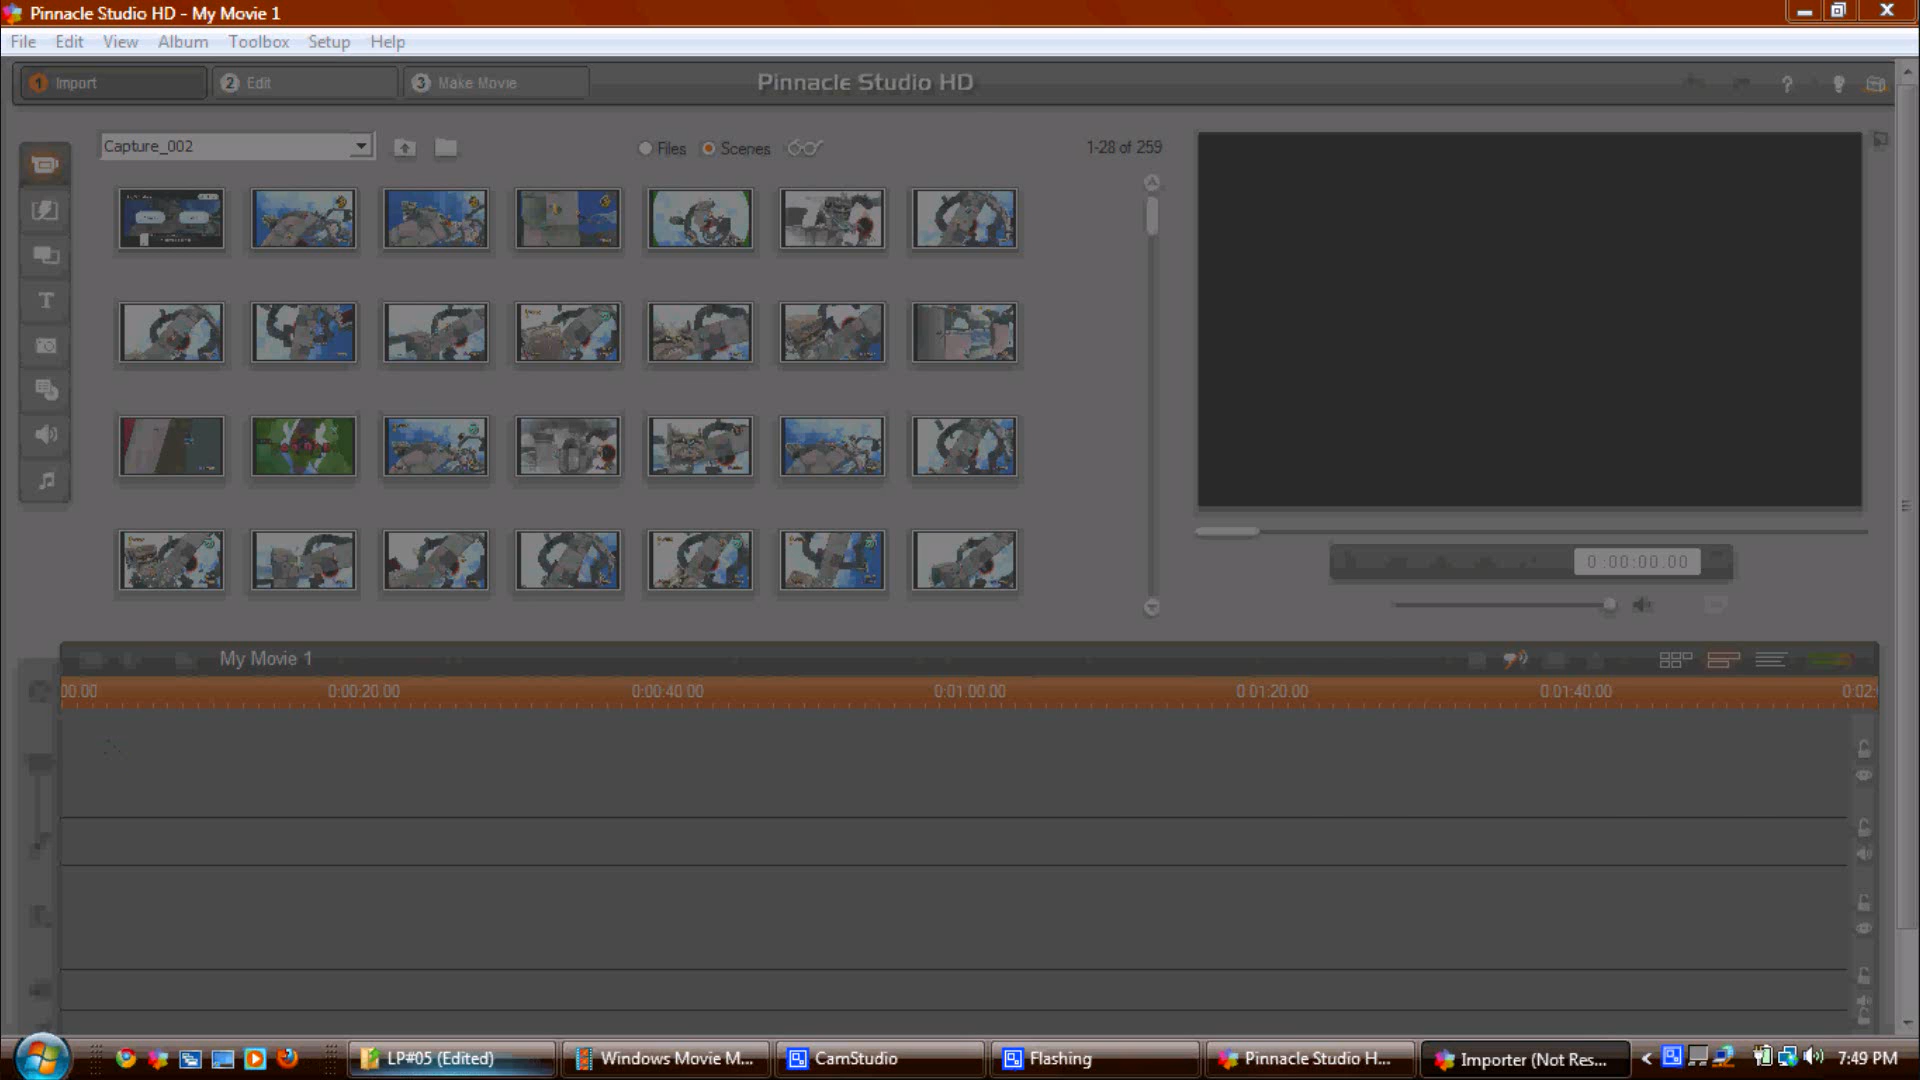 Pinnacle Studio HD - My Movie 1
File Edit View Album Toolbox Setup Help
1 Import 2 Edit 3 Make Movie Pinnacle Studio HD
Capture_002 Files Scenes 1-28 of 259
0:00:00.00
My Movie 1
00.00 0:00:20.00 0:00:40.00 0:01:00.00 0:01:20.00 0:01:40.00 0:02:
LP#05 (Edited) Windows Movie M... CamStudio Flashing Pinnacle Studio H... Importer (Not Res... 7:49 PM